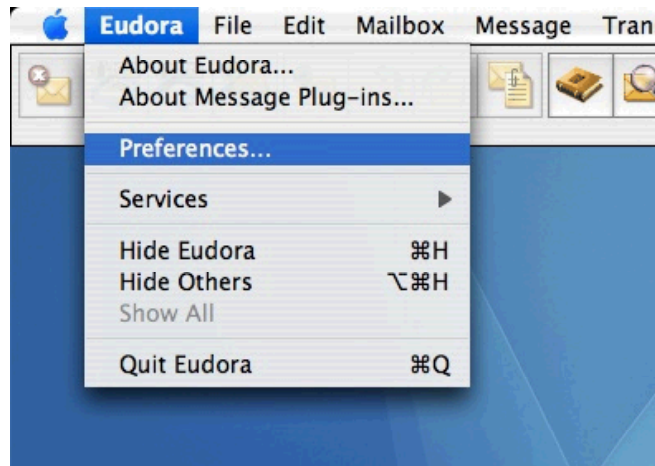 Eudora File Edit Mailbox Message Tran
About Eudora...
About Message Plug-ins...
Preferences...
Services
Hide Eudora ⌘H
Hide Others ⌥⌘H
Show All
Quit Eudora ⌘Q